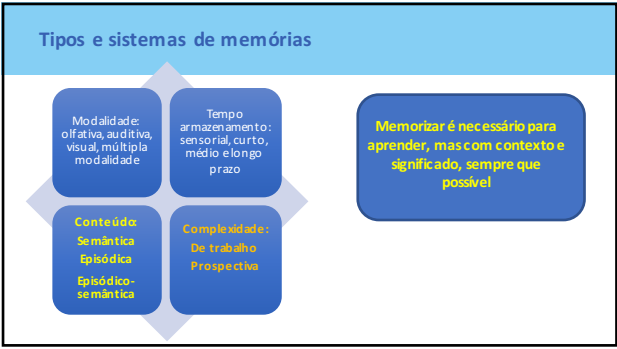 Tipos e sistemas de memórias
Modalidade:
olfativa, auditiva,
visual, múltipla
modalidade
Tempo
armazenamento:
sensorial, curto,
médio e longo
prazo
Conteúdo:
Semântica
Episódica
Episódico-
semântica
Complexidade:
De trabalho
Prospectiva
Memorizar é necessário para
aprender, mas com contexto e
significado, sempre que
possível